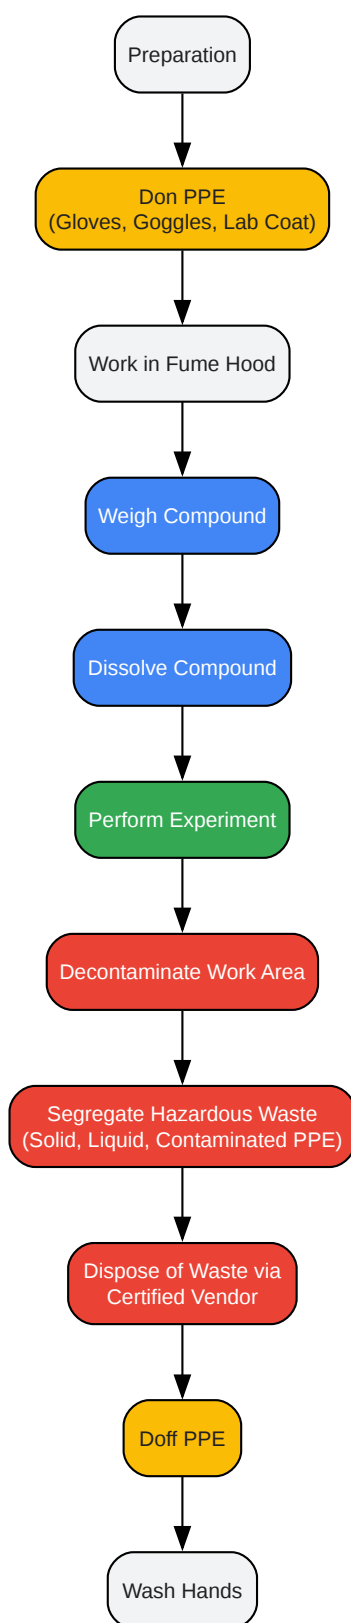 Preparation
Don PPE
(Gloves, Goggles, Lab Coat)
Work in Fume Hood
Weigh Compound
Dissolve Compound
Perform Experiment
Decontaminate Work Area
Segregate Hazardous Waste
(Solid, Liquid, Contaminated PPE)
Dispose of Waste via
Certified Vendor
Doff PPE
Wash Hands